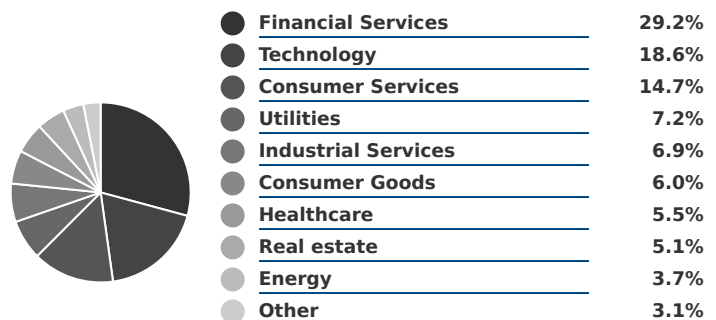 Financial Services 29.2%
Technology 18.6%
Consumer Services 14.7%
Utilities 7.2%
Industrial Services 6.9%
Consumer Goods 6.0%
Healthcare 5.5%
Real estate 5.1%
Energy 3.7%
Other 3.1%